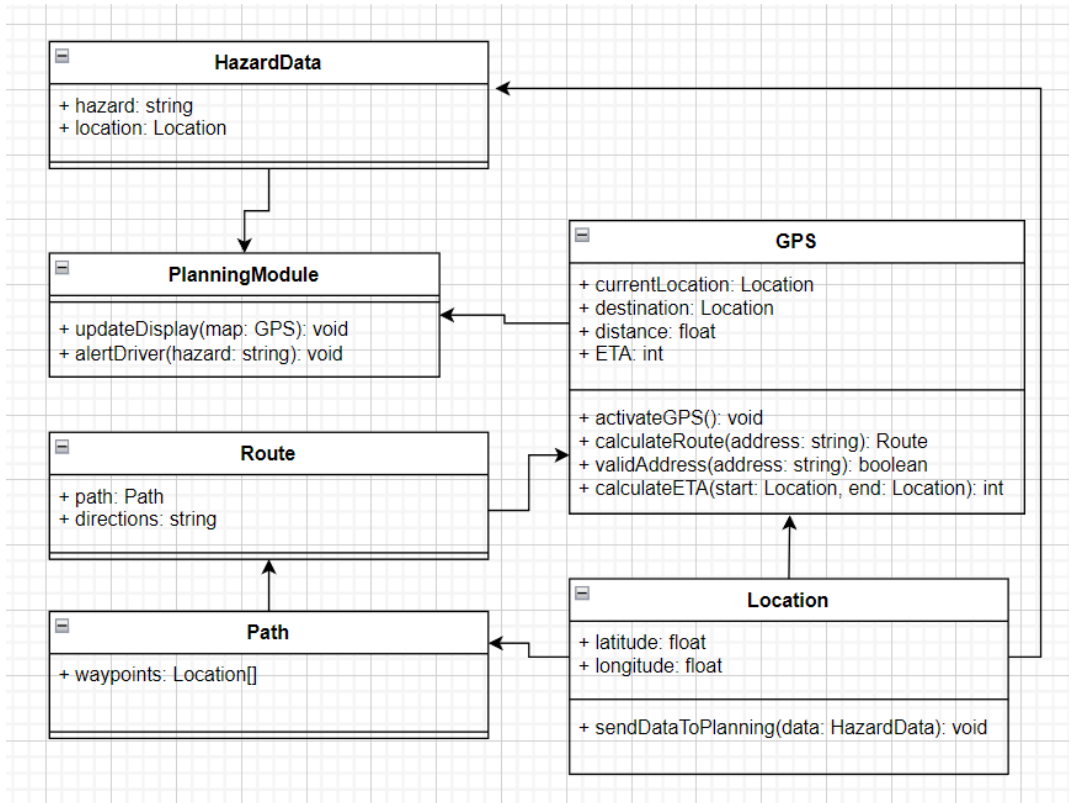 HazardData
+ hazard: string
+ location: Location
PlanningModule
+ updateDisplay(map: GPS): void
+ alertDriver(hazard: string): void
GPS
+ currentLocation: Location
+ destination: Location
+ distance: float
+ ETA: int
+ activateGPS(): void
+ calculateRoute(address: string): Route
+ validAddress(address: string): boolean
+ calculateETA(start: Location, end: Location): int
Route
+ path: Path
+ directions: string
Path
+ waypoints: Location[]
Location
+ latitude: float
+ longitude: float
+ sendDataToPlanning(data: HazardData): void